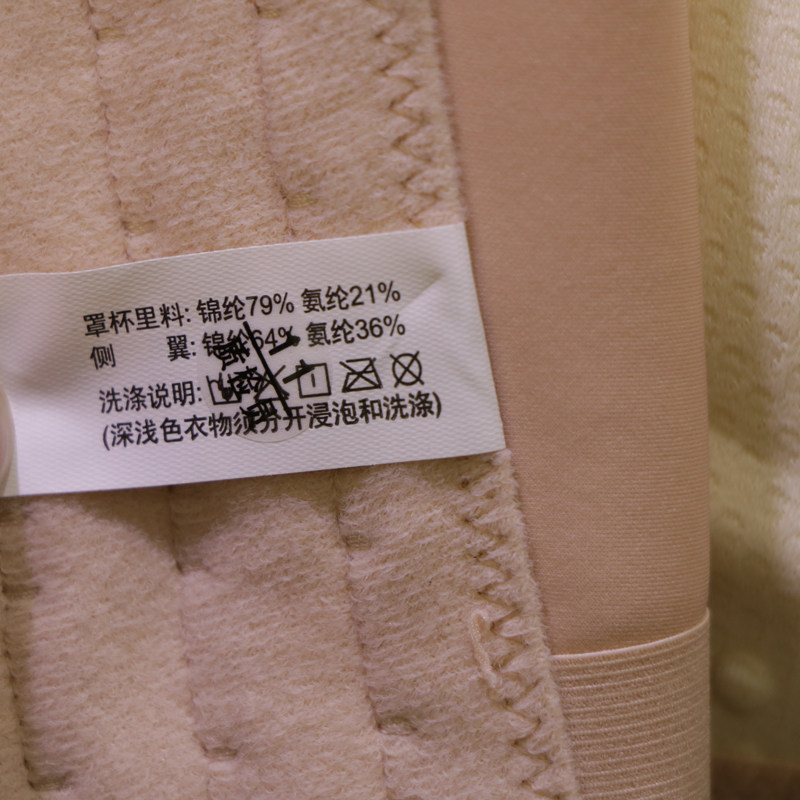 罩杯里料: 锦纶79% 氨纶21%
侧 翼: 锦纶64% 氨纶36%
洗涤说明:
(深浅色衣物须分开浸泡和洗涤)